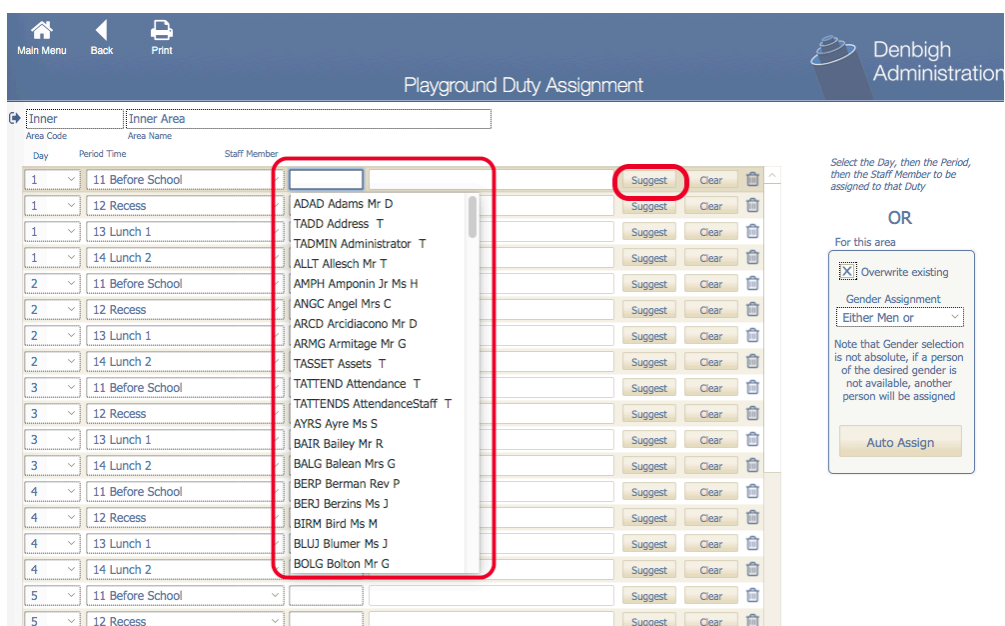 Main Menu Back Print
Denbigh
Administration
Playground Duty Assignment
Inner Inner Area
Area Code Area Name
Day Period Time Staff Member
1 11 Before School Suggest Clear
1 12 Recess Suggest Clear
1 13 Lunch 1 Suggest Clear
1 14 Lunch 2 Suggest Clear
2 11 Before School Suggest Clear
2 12 Recess Suggest Clear
2 13 Lunch 1 Suggest Clear
2 14 Lunch 2 Suggest Clear
3 11 Before School Suggest Clear
3 12 Recess Suggest Clear
3 13 Lunch 1 Suggest Clear
3 14 Lunch 2 Suggest Clear
4 11 Before School Suggest Clear
4 12 Recess Suggest Clear
4 13 Lunch 1 Suggest Clear
4 14 Lunch 2 Suggest Clear
5 11 Before School Suggest Clear
5 12 Recess Suggest Clear
ADAD Adams Mr D
TADD Address T
TADMIN Administrator T
ALLT Allesch Mr T
AMPH Amponin Jr Ms H
ANGC Angel Mrs C
ARCD Arcidiacono Mr D
ARMG Armitage Mr G
TASSET Assets T
TATTEND Attendance T
TATTENDS AttendanceStaff T
AYRS Ayre Ms S
BAIR Bailey Mr R
BALG Balean Mrs G
BERP Berman Rev P
BERJ Berzins Ms J
BIRM Bird Ms M
BLUJ Blumer Ms J
BOLG Bolton Mr G
Select the Day, then the Period,
then the Staff Member to be
assigned to that Duty
OR
For this area
X Overwrite existing
Gender Assignment
Either Men or
Note that Gender selection
is not absolute, if a person
of the desired gender is
not available, another
person will be assigned
Auto Assign